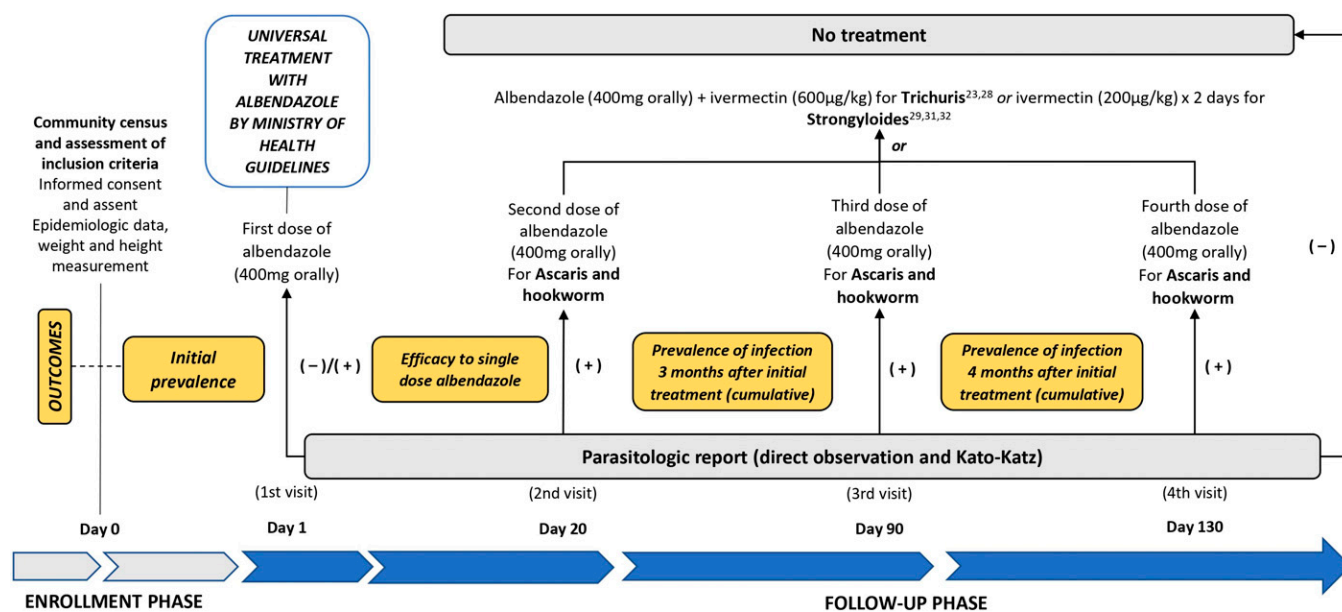 No treatment
UNIVERSAL
TREATMENT
WITH
ALBENDAZOLE
BY MINISTRY OF
HEALTH
GUIDELINES
Albendazole (400mg orally) + ivermectin (600µg/kg) for Trichuris23,28 or ivermectin (200µg/kg) x 2 days for
Strongyloides29,31,32
or
Community census
and assessment of
inclusion criteria
Informed consent
and assent
Epidemiologic data,
weight and height
measurement
First dose of
albendazole
(400mg orally)
Second dose of
albendazole
(400mg orally)
For Ascaris and
hookworm
Third dose of
albendazole
(400mg orally)
For Ascaris and
hookworm
Fourth dose of
albendazole
(400mg orally)
For Ascaris and
hookworm
(–)
OUTCOMES
Initial
prevalence
(–)/(+)
Efficacy to single
dose albendazole
(+)
Prevalence of infection
3 months after initial
treatment (cumulative)
(+)
Prevalence of infection
4 months after initial
treatment (cumulative)
(+)
Parasitologic report (direct observation and Kato-Katz)
(1st visit)
(2nd visit)
(3rd visit)
(4th visit)
Day 0
Day 1
Day 20
Day 90
Day 130
ENROLLMENT PHASE
FOLLOW-UP PHASE